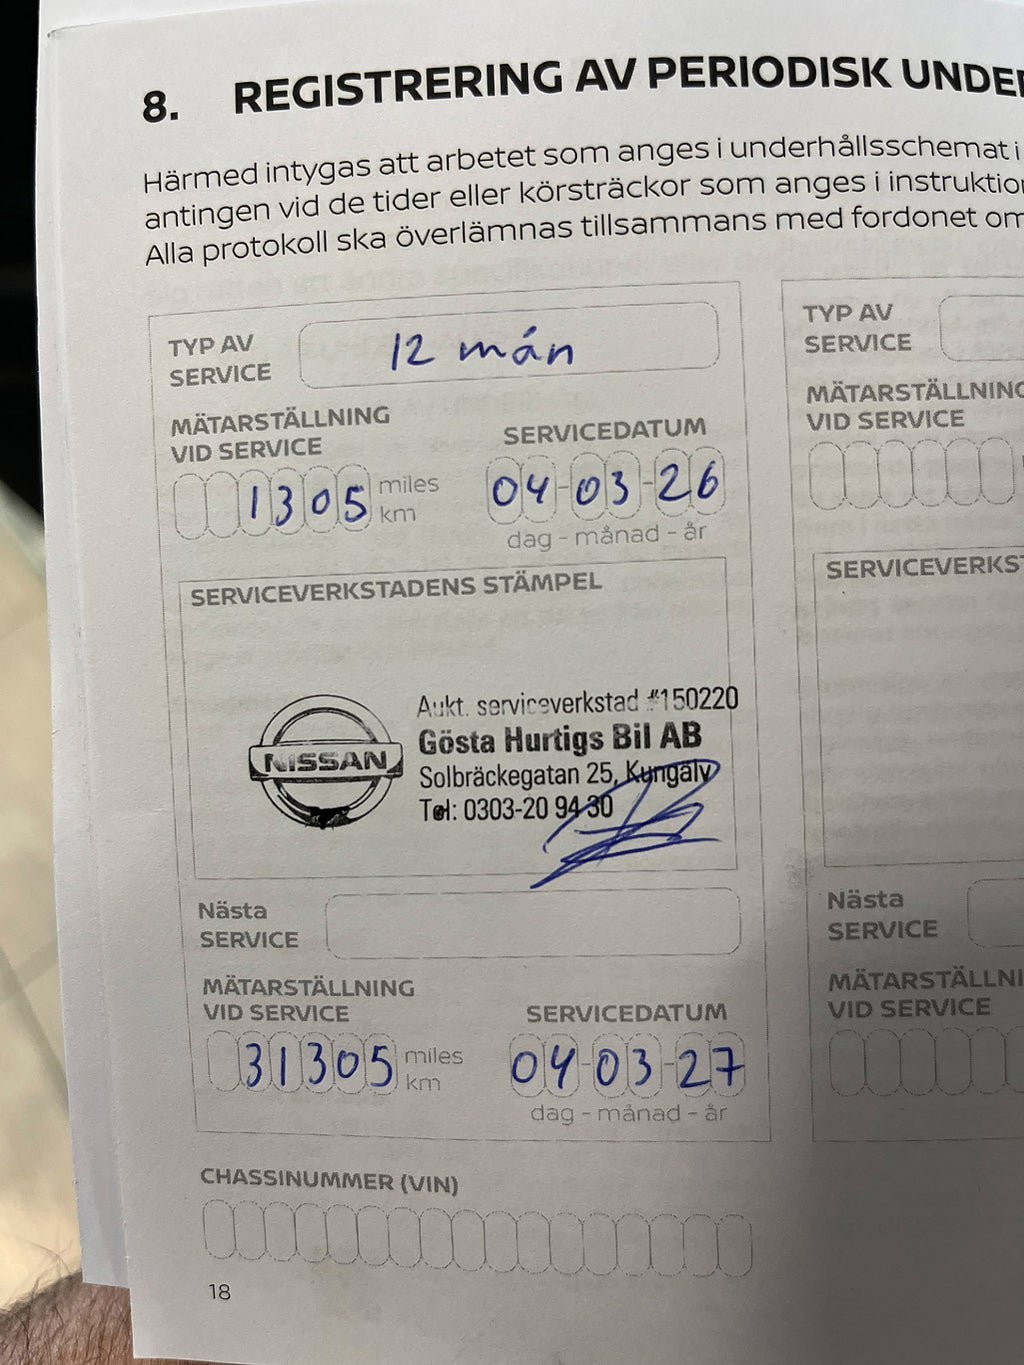 8. REGISTRERING AV PERIODISK UNDE
Härmed intygas att arbetet som anges i underhållsschemat i
antingen vid de tider eller körsträckor som anges i instruktion
Alla protokoll ska överlämnas tillsammans med fordonet om
TYP AV
SERVICE
12 mån
MÄTARSTÄLLNING
VID SERVICE
1305
miles
km
SERVICEDATUM
04-03-26
dag - månad - år
SERVICEVERKSTADENS STÄMPEL
NISSAN
Aukt. serviceverkstad #150220
Gösta Hurtigs Bil AB
Solbräckegatan 25, Kungälv
Tel: 0303-20 94 30
Nästa
SERVICE
MÄTARSTÄLLNING
VID SERVICE
31305
miles
km
SERVICEDATUM
04-03-27
dag - månad - år
CHASSINUMMER (VIN)
18
TYP AV
SERVICE
MÄTARSTÄLLNING
VID SERVICE
SERVICEVERKST
Nästa
SERVICE
MÄTARSTÄLLNI
VID SERVICE